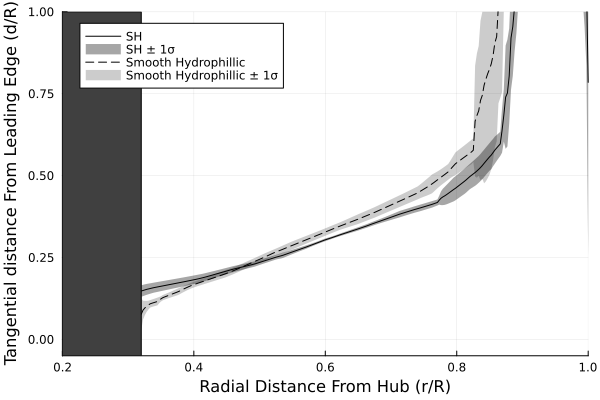 1.00
0.75
0.50
0.25
0.00
Tangential distance From Leading Edge (d/R)
SH
SH ± 1σ
Smooth Hydrophillic
Smooth Hydrophillic ± 1σ
0.2 0.4 0.6 0.8 1.0
Radial Distance From Hub (r/R)